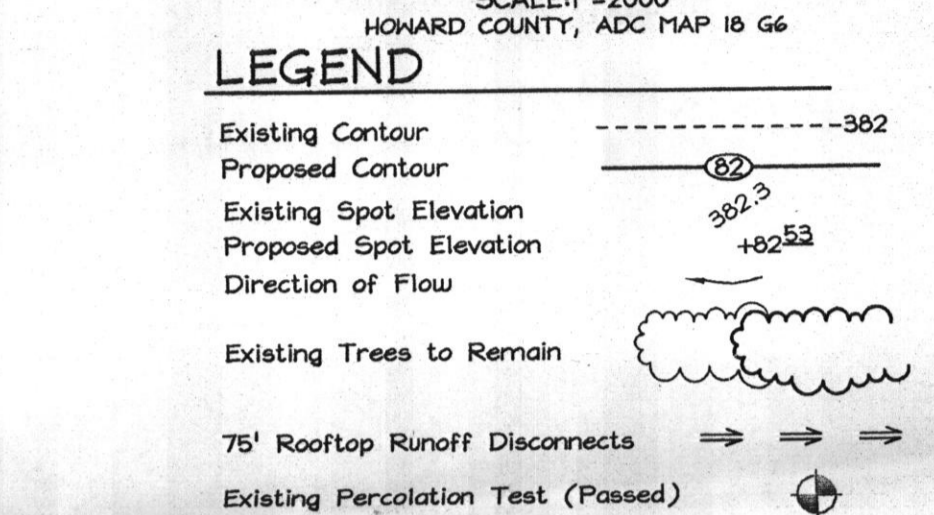 HOWARD COUNTY, ADC MAP 18 G6
LEGEND
Existing Contour 382
Proposed Contour 82
Existing Spot Elevation 382.3
Proposed Spot Elevation +82 53
Direction of Flow
Existing Trees to Remain
75' Rooftop Runoff Disconnects
Existing Percolation Test (Passed)